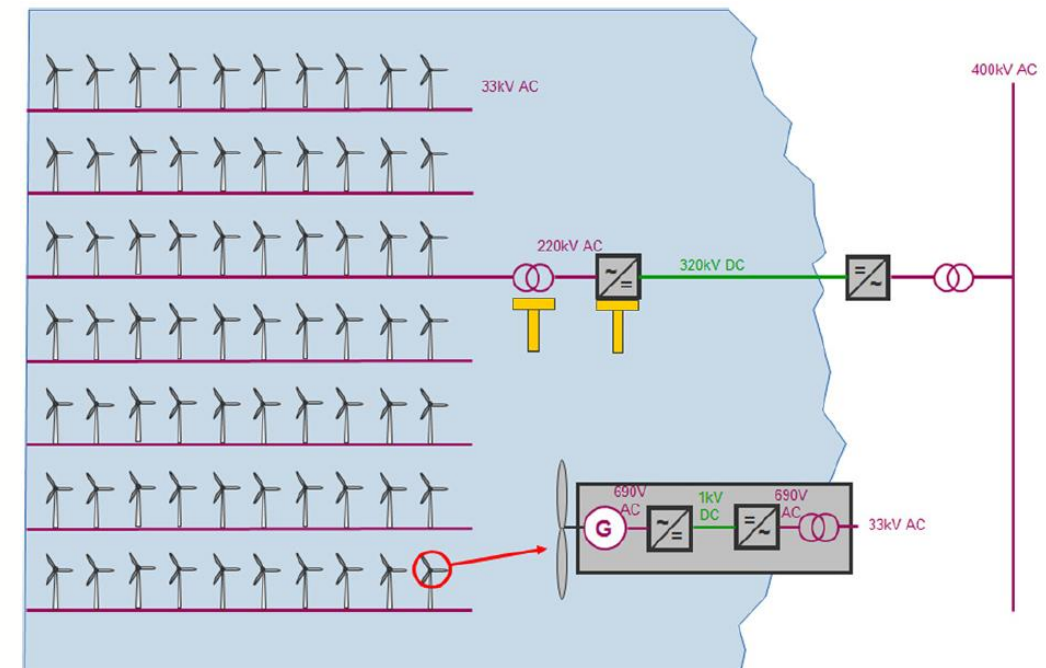 400kV AC
33kV AC
220kV AC
320kV DC
690V
AC
1kV
DC
690V
AC
G
33kV AC